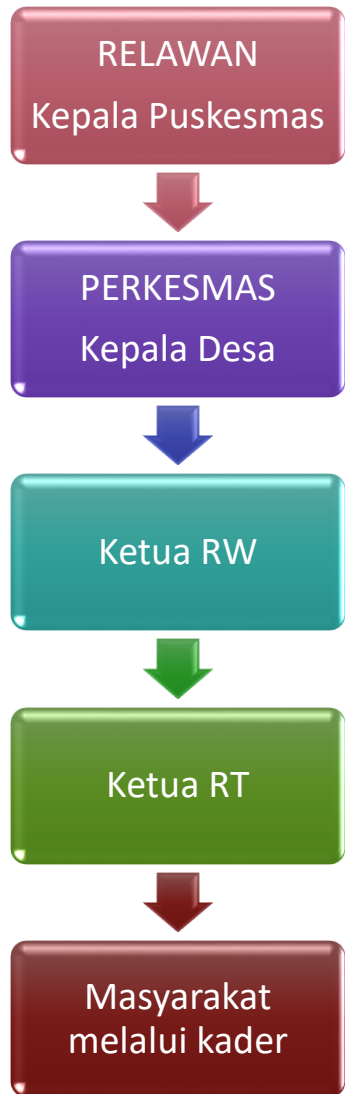 RELAWAN
Kepala Puskesmas
PERKESMAS
Kepala Desa
Ketua RW
Ketua RT
Masyarakat
melalui kader